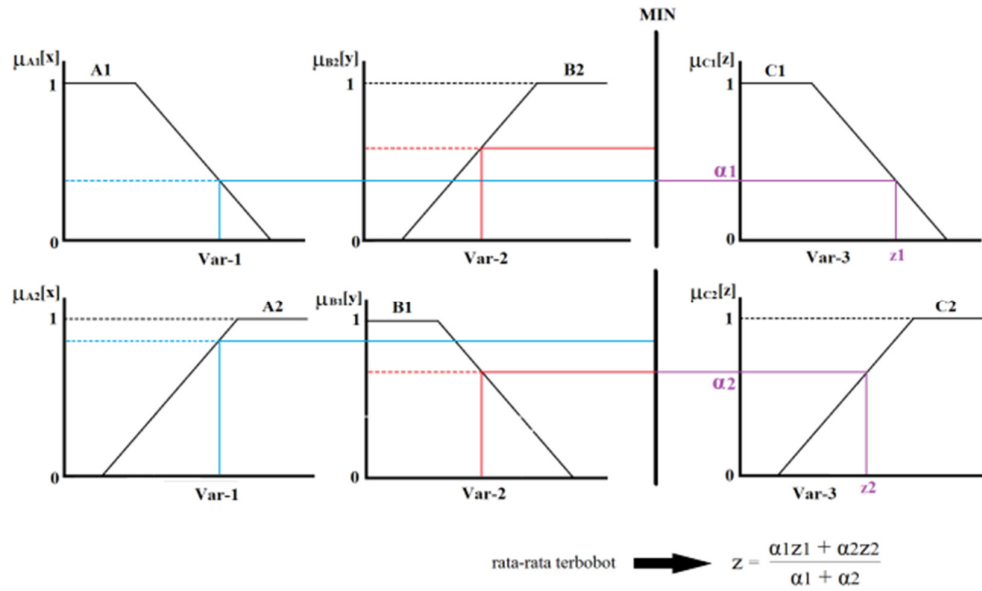 MIN
μA1[x]
A1
1
0
Var-1
μB2[y]
B2
1
0
Var-2
μC1[z]
C1
1
α1
0
Var-3
z1
μA2[x]
A2
1
0
Var-1
μB1[y]
B1
1
0
Var-2
μC2[z]
C2
1
α2
0
Var-3
z2
rata-rata terbobot
z = α1z1 + α2z2
α1 + α2